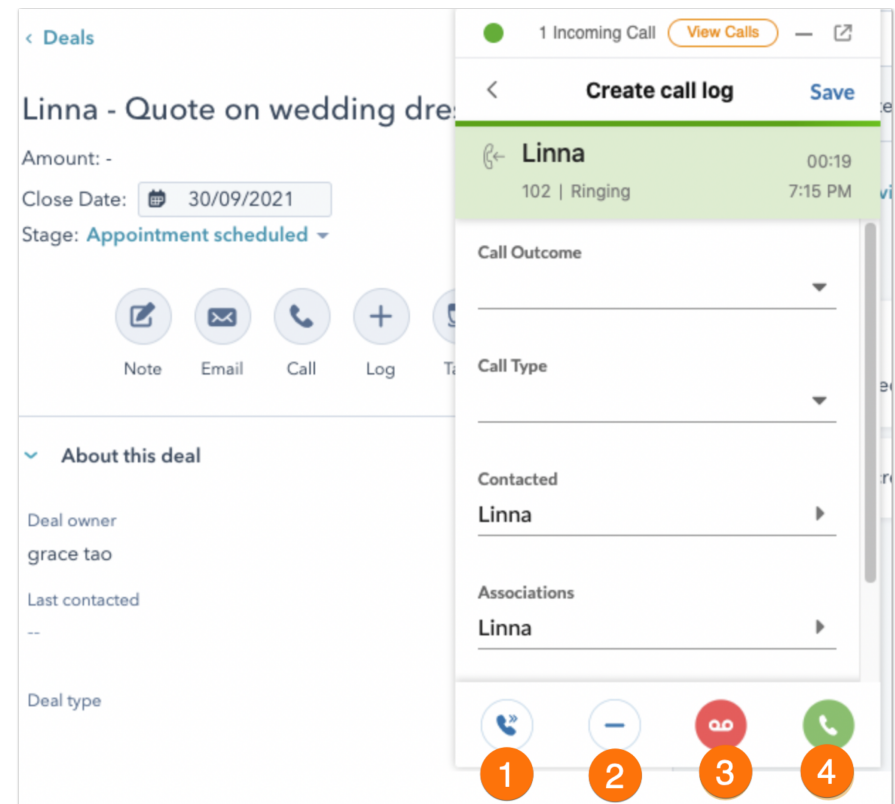 < Deals
Linna - Quote on wedding dre
Amount: -
Close Date: 30/09/2021
Stage: Appointment scheduled
Note Email Call Log Ta
About this deal
Deal owner
grace tao
Last contacted
--
Deal type
1 Incoming Call View Calls
Create call log Save
Linna 00:19
102 | Ringing 7:15 PM
Call Outcome
Call Type
Contacted
Linna
Associations
Linna
1 2 3 4